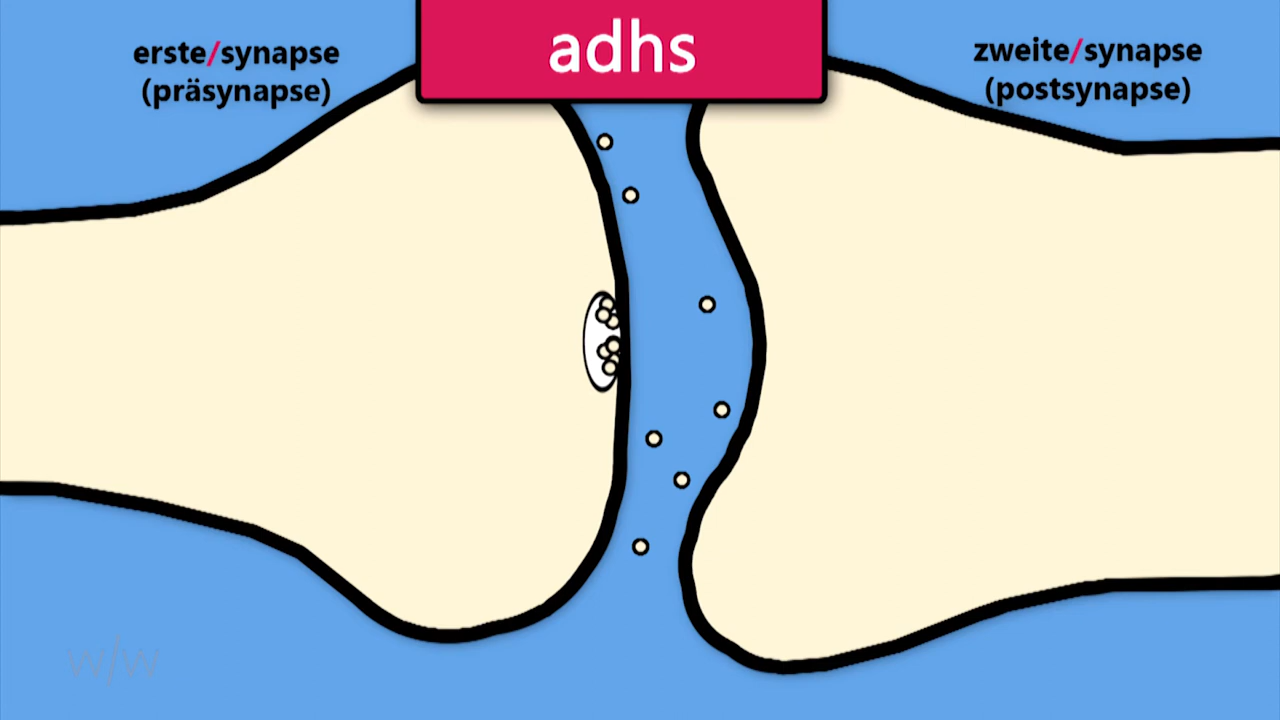 adhs
erste/synapse
(präsynapse)
zweite/synapse
(postsynapse)
w/w